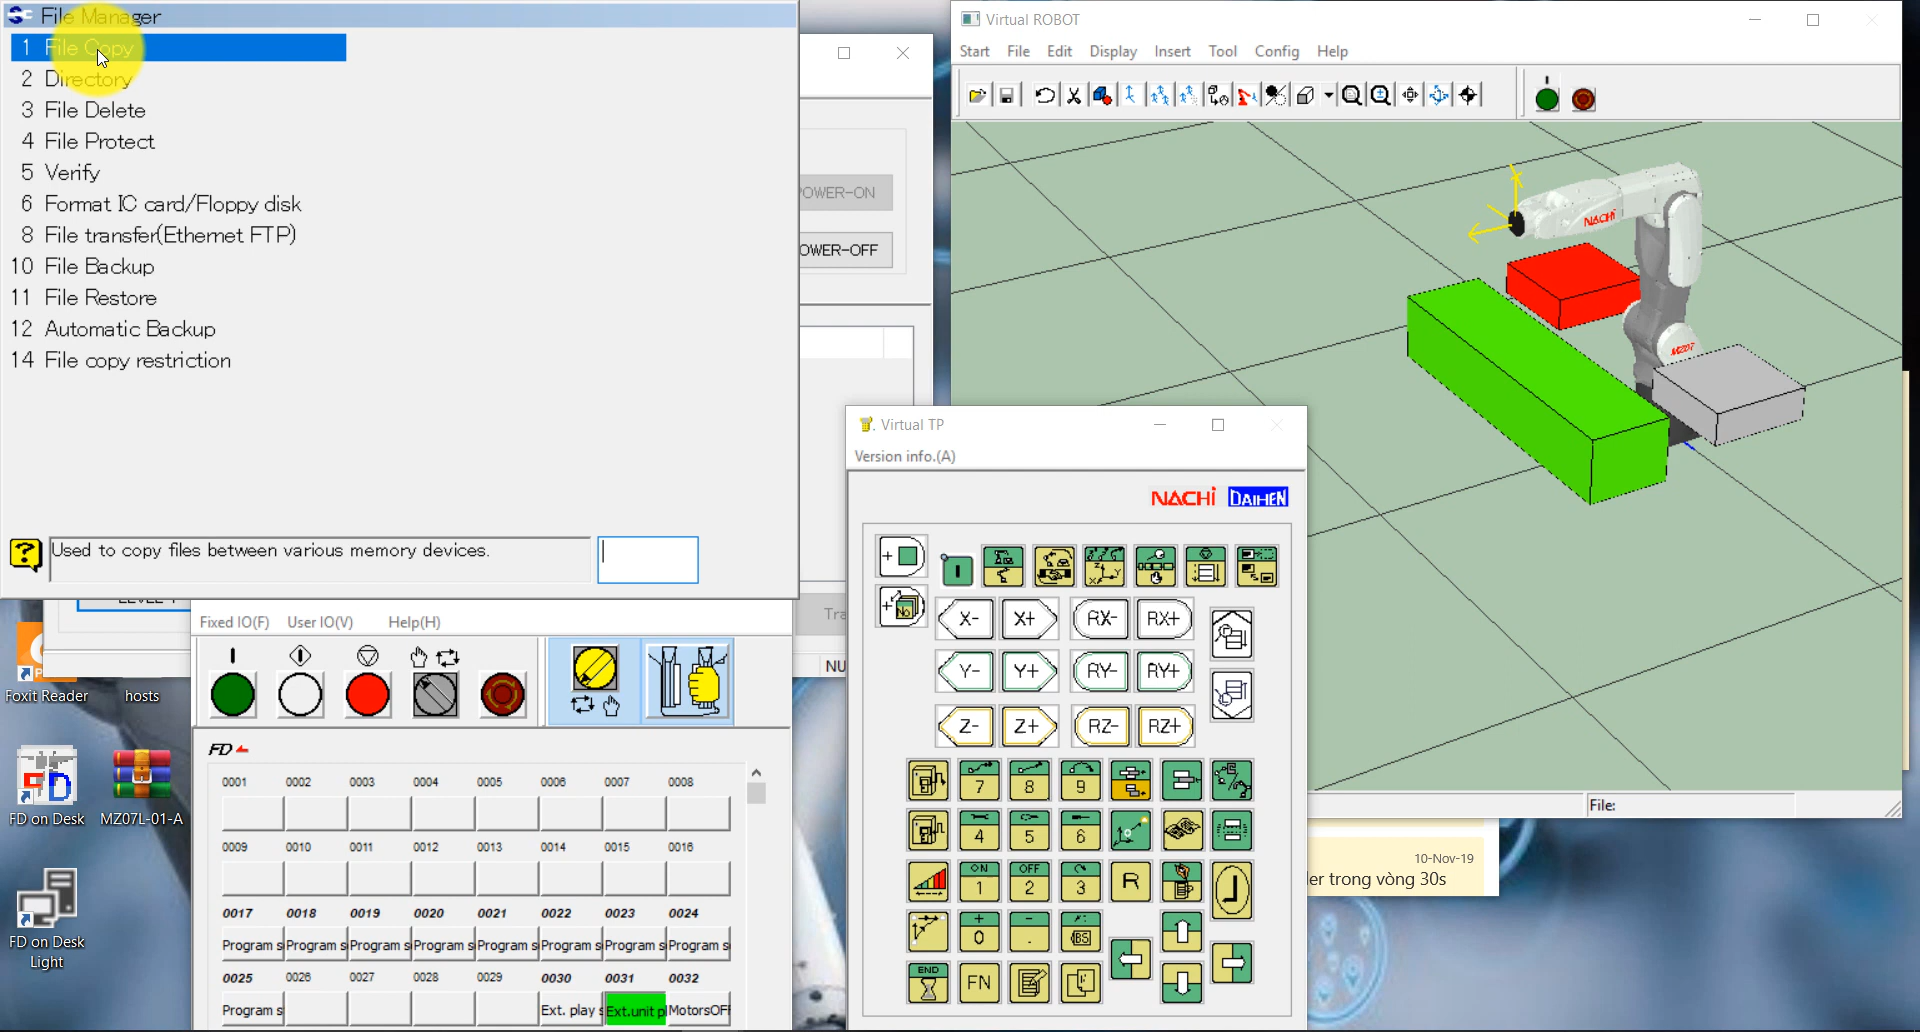 File Manager
1 File Copy
2 Directory
3 File Delete
4 File Protect
5 Verify
6 Format IC card/Floppy disk
8 File transfer(Ethernet FTP)
10 File Backup
11 File Restore
12 Automatic Backup
14 File copy restriction
Used to copy files between various memory devices.
OWER-ON
OWER-OFF
Tra
NU
Virtual ROBOT
Start File Edit Display Insert Tool Config Help
NACHi
MZ07
File:
10-Nov-19
er trong vòng 30s
Virtual TP
Version info.(A)
NACHi DAIHEN
No
X- X+ RX- RX+
Y- Y+ RY- RY+
Z- Z+ RZ- RZ+
7 8 9
4 5 6
ON OFF
1 2 3 R
+ -
0 . BS
END
FN
Fixed IO(F) User IO(V) Help(H)
FD
0001 0002 0003 0004 0005 0006 0007 0008
0009 0010 0011 0012 0013 0014 0015 0016
0017 0018 0019 0020 0021 0022 0023 0024
Program s Program s Program s Program s Program s Program s Program s Program s
0025 0026 0027 0028 0029 0030 0031 0032
Program s Ext. play s Ext.unit pl MotorsOFF
Foxit Reader
hosts
FD on Desk
MZ07L-01-A
FD on Desk
Light